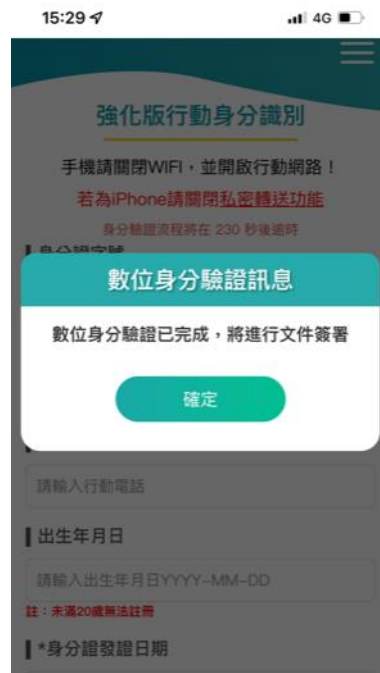 15:29
4G
強化版行動身分識別
手機請關閉WIFI，並開啟行動網路！
若為iPhone請關閉私密轉送功能
身分驗證流程將在 230 秒後逾時
身分證字號
數位身分驗證訊息
數位身分驗證已完成，將進行文件簽署
確定
請輸入行動電話
出生年月日
請輸入出生年月日YYYY-MM-DD
註：未滿20歲無法註冊
*身分證發證日期